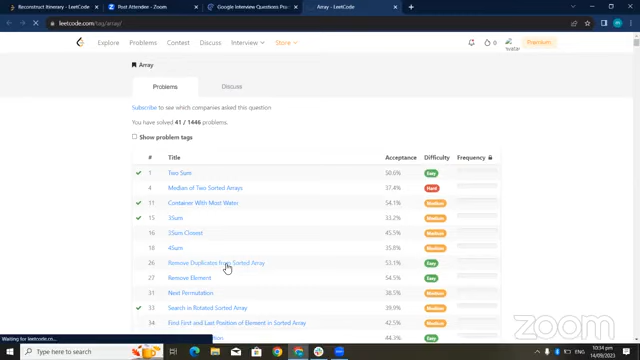 Reconstruct Itinerary - LeetCode
Post Attendee - Zoom
Google Interview Questions Pro
Array - LeetCode
leetcode.com/tag/array/
Explore Problems Contest Discuss Interview Store
0
Premium
Array
Problems Discuss
Subscribe to see which companies asked this question
You have solved 41 / 1446 problems.
Show problem tags
# Title Acceptance Difficulty Frequency
1 Two Sum 50.6% Easy
4 Median of Two Sorted Arrays 37.4% Hard
11 Container With Most Water 54.1% Medium
15 3Sum 33.2% Medium
16 3Sum Closest 45.5% Medium
18 4Sum 35.8% Medium
26 Remove Duplicates from Sorted Array 53.1% Easy
27 Remove Element 54.5% Easy
31 Next Permutation 38.5% Medium
33 Search in Rotated Sorted Array 39.9% Medium
34 Find First and Last Position of Element in Sorted Array 42.5% Medium
44.3% Easy
Waiting for leetcode.co...
zoom
Type here to search
ENG
10:34 pm
14/09/2023